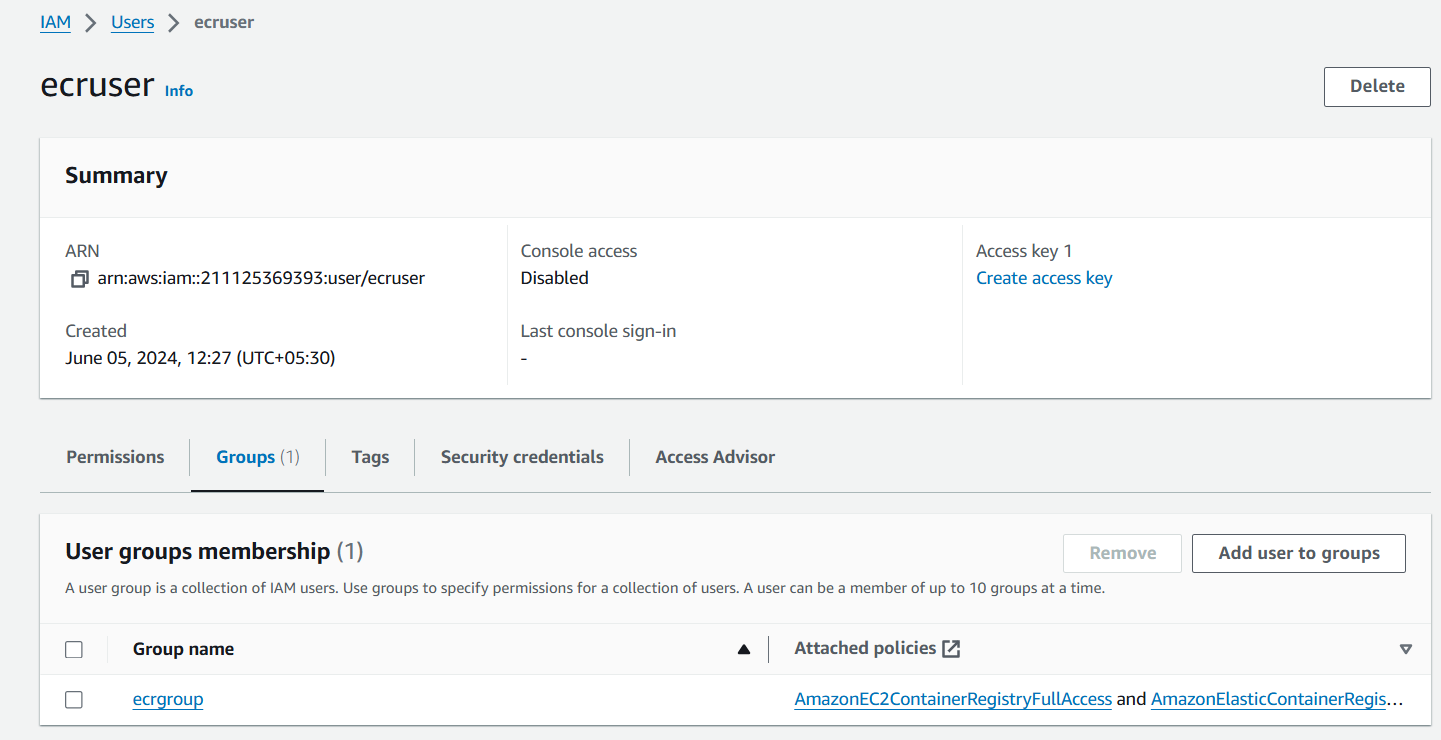 IAM > Users > ecruser
ecruser Info
Delete
Summary
ARN
arn:aws:iam::211125369393:user/ecruser
Created
June 05, 2024, 12:27 (UTC+05:30)
Console access
Disabled
Last console sign-in
-
Access key 1
Create access key
Permissions Groups (1) Tags Security credentials Access Advisor
User groups membership (1)
Remove Add user to groups
A user group is a collection of IAM users. Use groups to specify permissions for a collection of users. A user can be a member of up to 10 groups at a time.
Group name Attached policies
ecrgroup AmazonEC2ContainerRegistryFullAccess and AmazonElasticContainerRegis...